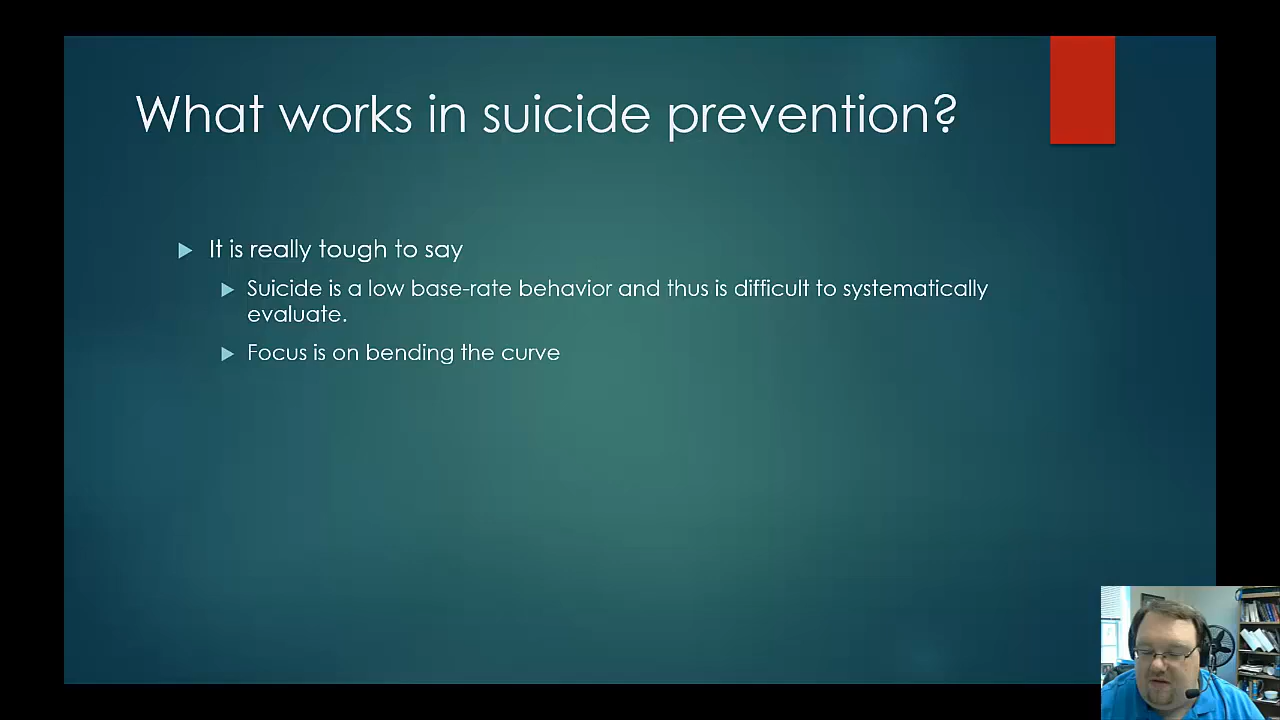 What works in suicide prevention?
It is really tough to say
Suicide is a low base-rate behavior and thus is difficult to systematically
evaluate.
Focus is on bending the curve